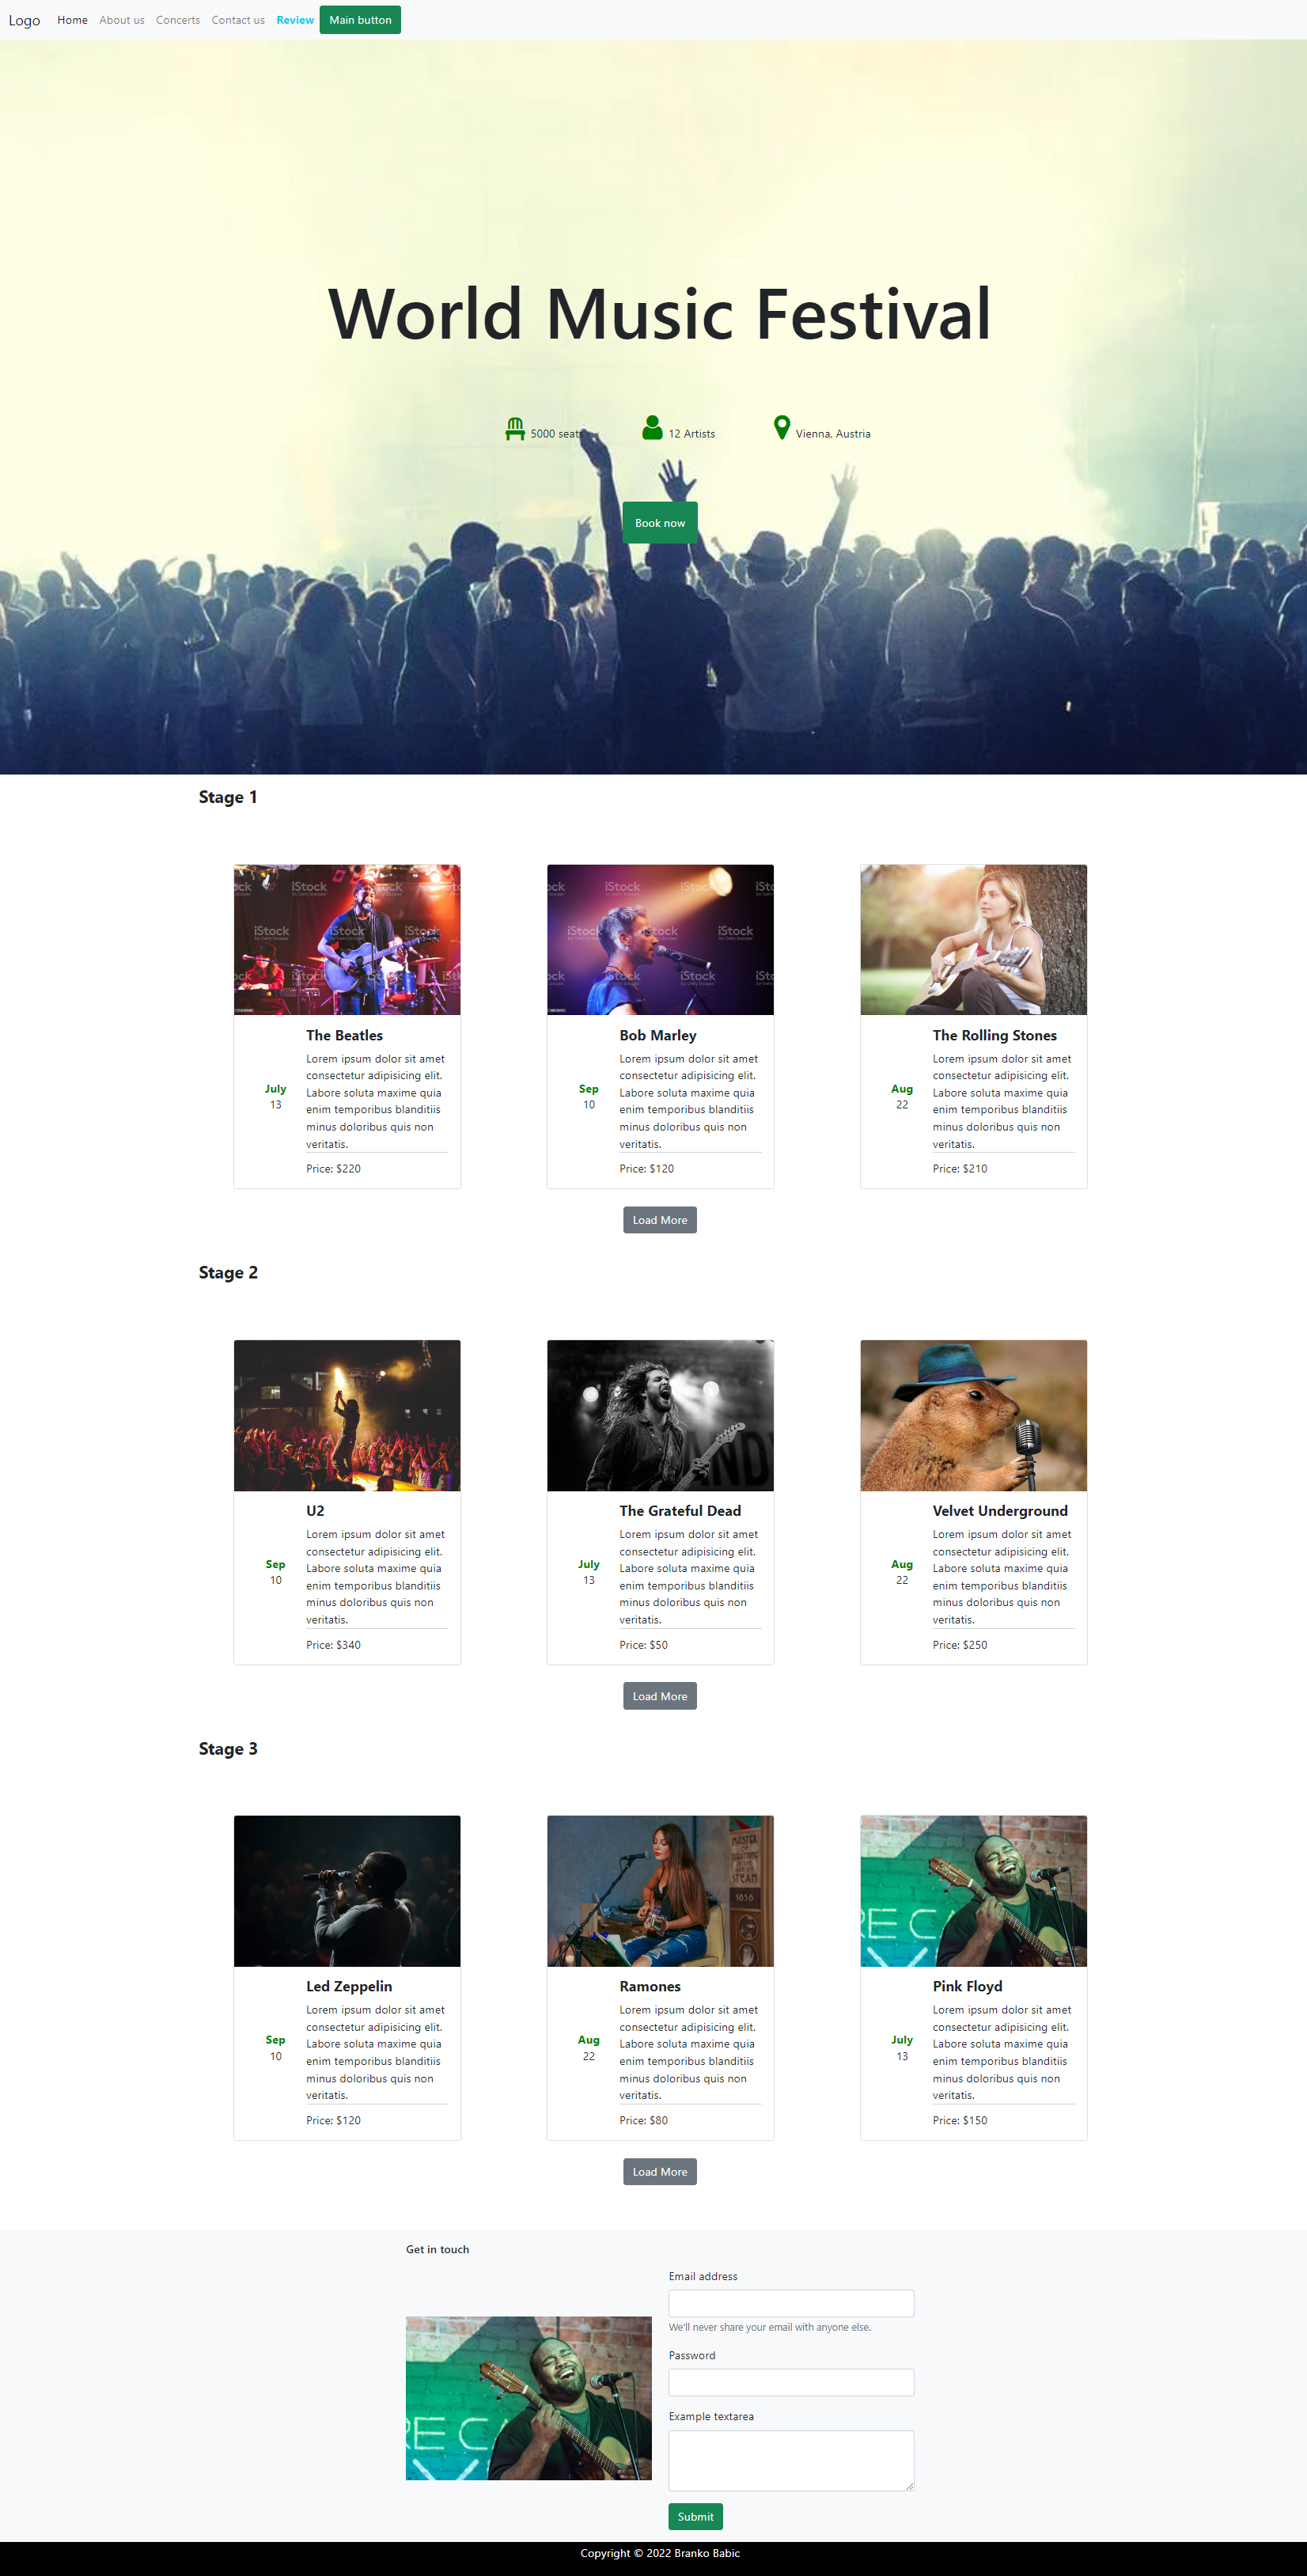 Logo Home About us Concerts Contact us Review Main button
World Music Festival
5000 seats 12 Artists Vienna, Austria
Book now
Stage 1
iStock iStock iStock
iStock iStock iStock
The Beatles
July
13
Lorem ipsum dolor sit amet
consectetur adipisicing elit.
Labore soluta maxime quia
enim temporibus blanditiis
minus doloribus quis non
veritatis.
Price: $220
Bob Marley
Sep
10
Lorem ipsum dolor sit amet
consectetur adipisicing elit.
Labore soluta maxime quia
enim temporibus blanditiis
minus doloribus quis non
veritatis.
Price: $120
The Rolling Stones
Aug
22
Lorem ipsum dolor sit amet
consectetur adipisicing elit.
Labore soluta maxime quia
enim temporibus blanditiis
minus doloribus quis non
veritatis.
Price: $210
Load More
Stage 2
U2
Sep
10
Lorem ipsum dolor sit amet
consectetur adipisicing elit.
Labore soluta maxime quia
enim temporibus blanditiis
minus doloribus quis non
veritatis.
Price: $340
The Grateful Dead
July
13
Lorem ipsum dolor sit amet
consectetur adipisicing elit.
Labore soluta maxime quia
enim temporibus blanditiis
minus doloribus quis non
veritatis.
Price: $50
Velvet Underground
Aug
22
Lorem ipsum dolor sit amet
consectetur adipisicing elit.
Labore soluta maxime quia
enim temporibus blanditiis
minus doloribus quis non
veritatis.
Price: $250
Load More
Stage 3
Led Zeppelin
Sep
10
Lorem ipsum dolor sit amet
consectetur adipisicing elit.
Labore soluta maxime quia
enim temporibus blanditiis
minus doloribus quis non
veritatis.
Price: $120
MASTER
STEAM
1856
Ramones
Aug
22
Lorem ipsum dolor sit amet
consectetur adipisicing elit.
Labore soluta maxime quia
enim temporibus blanditiis
minus doloribus quis non
veritatis.
Price: $80
Pink Floyd
July
13
Lorem ipsum dolor sit amet
consectetur adipisicing elit.
Labore soluta maxime quia
enim temporibus blanditiis
minus doloribus quis non
veritatis.
Price: $150
Load More
Get in touch
Email address
We'll never share your email with anyone else.
Password
Example textarea
Submit
Copyright © 2022 Branko Babic